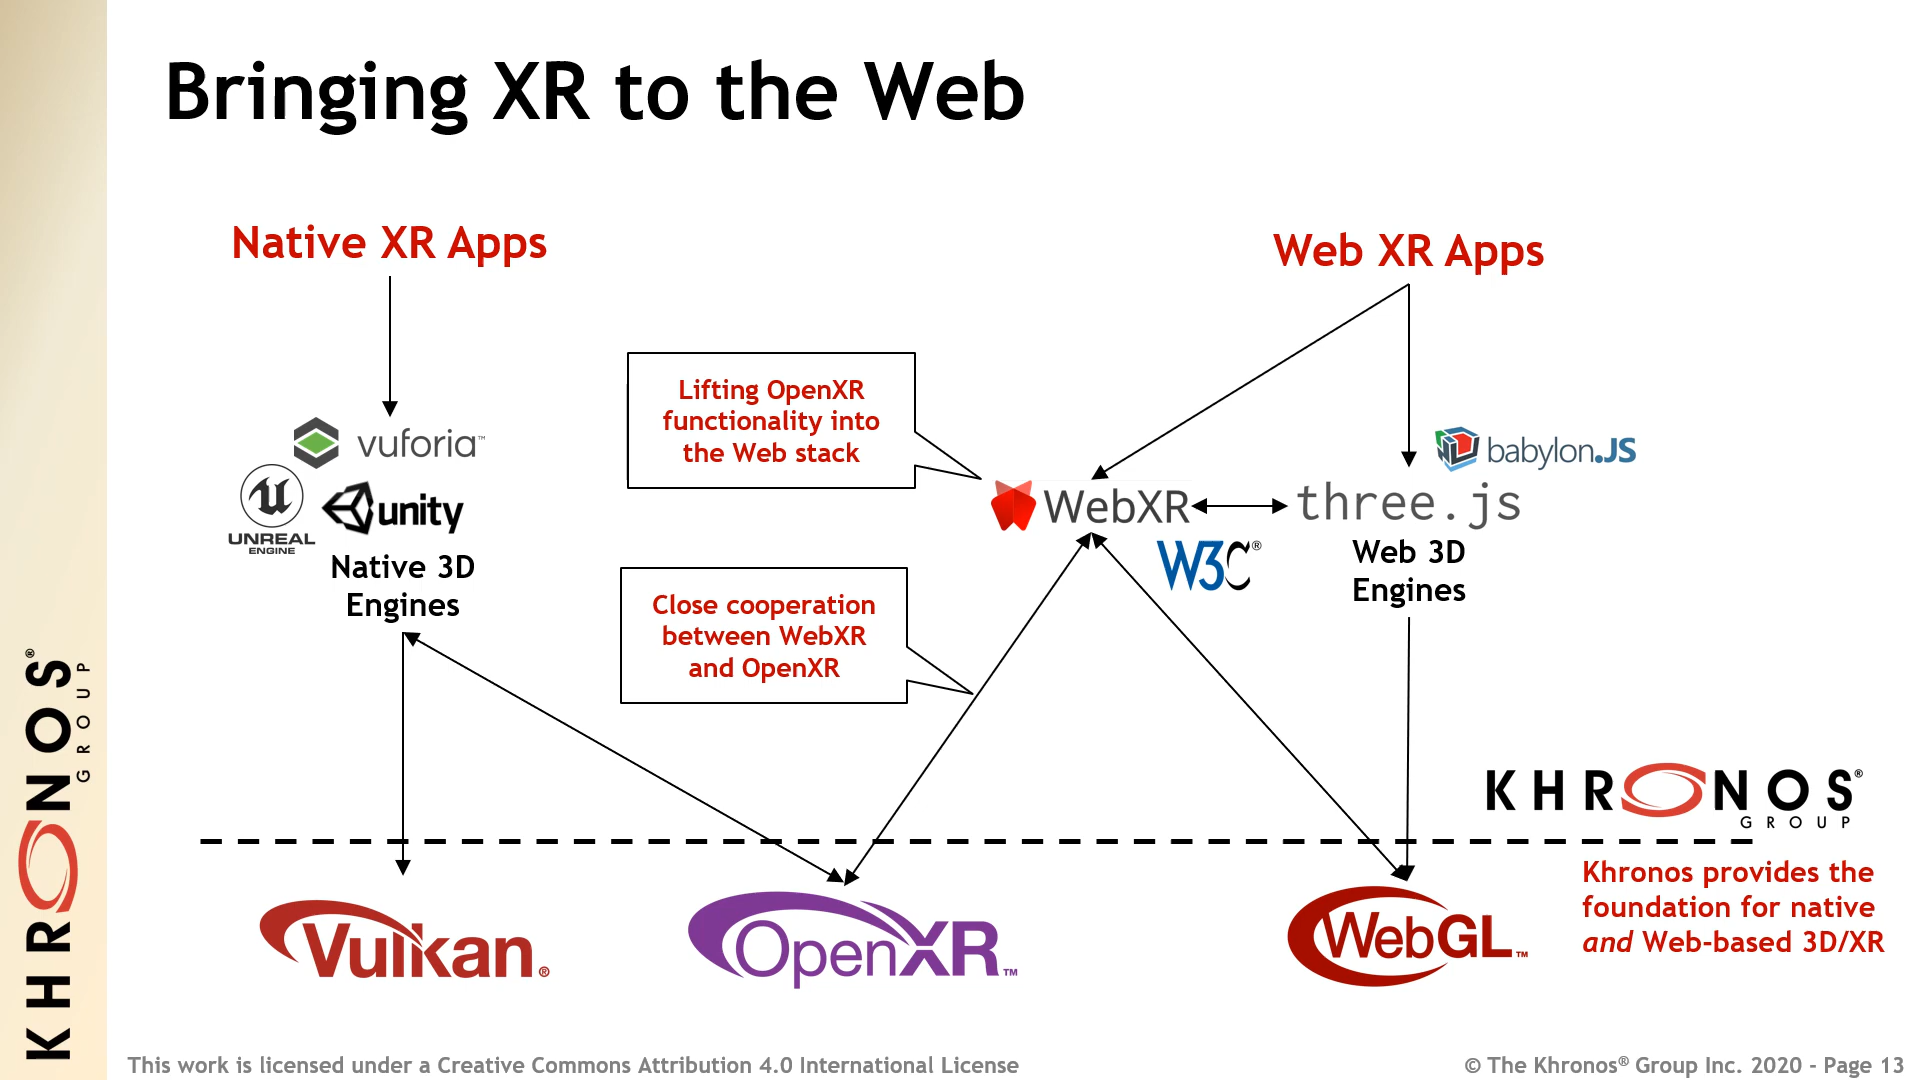 Bringing XR to the Web
Native XR Apps
Web XR Apps
Lifting OpenXR
functionality into
the Web stack
vuforia™
UNREAL
ENGINE
unity
Native 3D
Engines
WebXR
W3C®
babylon.JS
three.js
Web 3D
Engines
Close cooperation
between WebXR
and OpenXR
KHRONOS®
GROUP
Khronos provides the
foundation for native
and Web-based 3D/XR
Vulkan®
OpenXR™
WebGL™
KHRONOS®
GROUP
This work is licensed under a Creative Commons Attribution 4.0 International License
© The Khronos® Group Inc. 2020 - Page 13